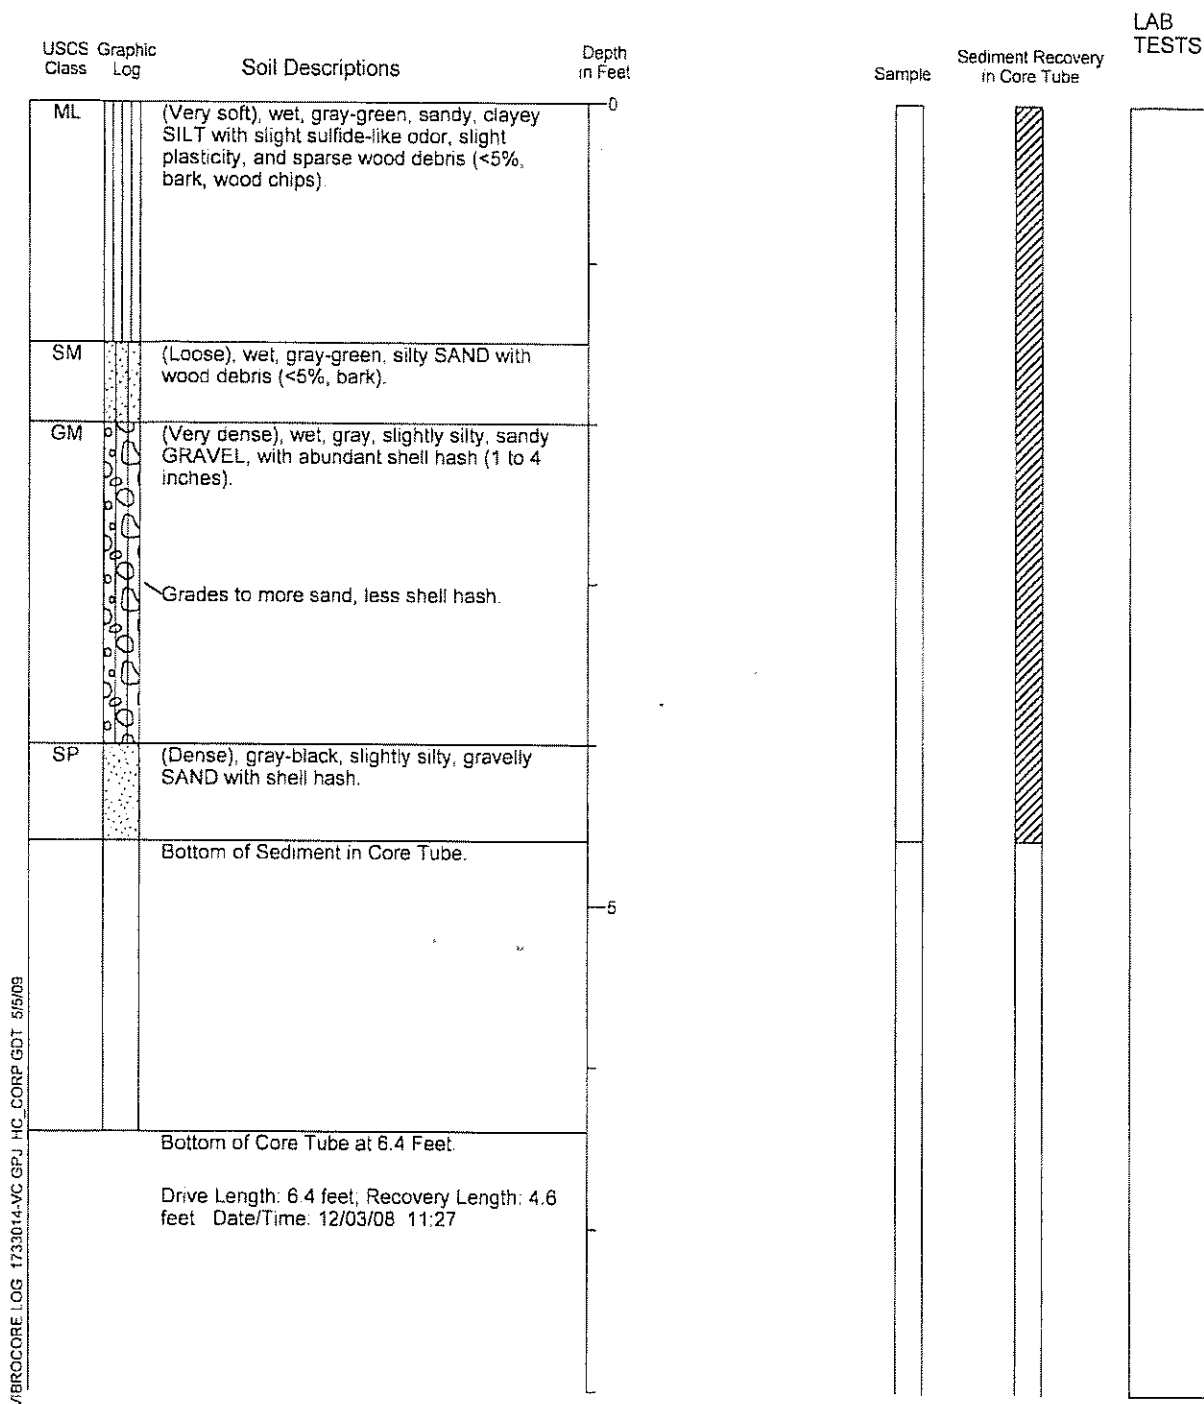 LAB
TESTS
USCS Graphic
Class Log
Soil Descriptions
Depth
in Feet
Sample
Sediment Recovery
in Core Tube
0
ML
(Very soft), wet, gray-green, sandy, clayey
SILT with slight sulfide-like odor, slight
plasticity, and sparse wood debris (<5%,
bark, wood chips).
SM
(Loose), wet, gray-green, silty SAND with
wood debris (<5%, bark).
GM
(Very dense), wet, gray, slightly silty, sandy
GRAVEL, with abundant shell hash (1 to 4
inches).
Grades to more sand, less shell hash.
SP
(Dense), gray-black, slightly silty, gravelly
SAND with shell hash.
Bottom of Sediment in Core Tube.
5
Bottom of Core Tube at 6.4 Feet.
Drive Length: 6.4 feet; Recovery Length: 4.6
feet Date/Time: 12/03/08 11:27
VIBROCORE LOG 1733014-VC GPJ HC_CORP GDT 5/5/09